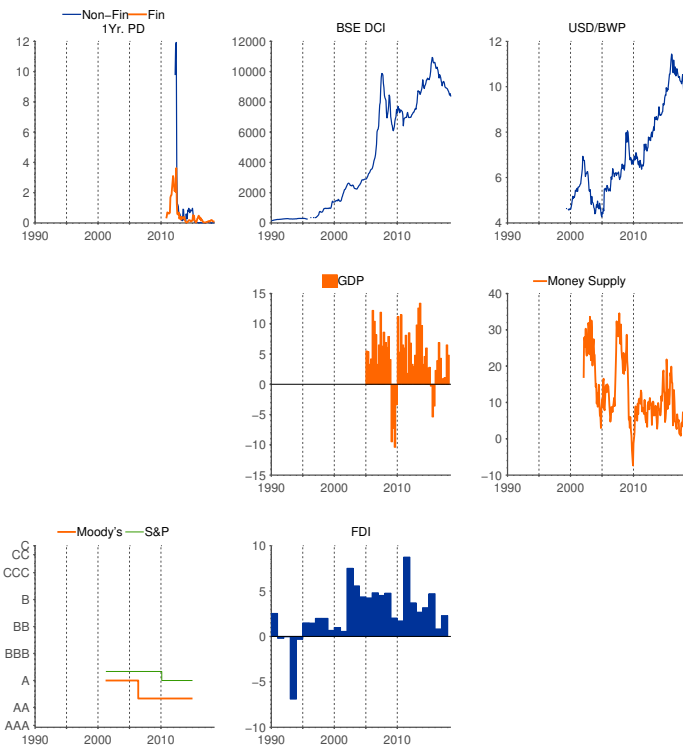 Non−Fin Fin
1Yr. PD
12
10
8
6
4
2
0
1990 2000 2010
BSE DCI
12000
10000
8000
6000
4000
2000
0
1990 2000 2010
USD/BWP
12
10
8
6
4
1990 2000 2010
GDP
15
10
5
0
−5
−10
−15
1990 2000 2010
Money Supply
40
30
20
10
0
−10
1990 2000 2010
Moody's S&P
C
CC
CCC
B
BB
BBB
A
AA
AAA
1990 2000 2010
FDI
10
5
0
−5
−10
1990 2000 2010